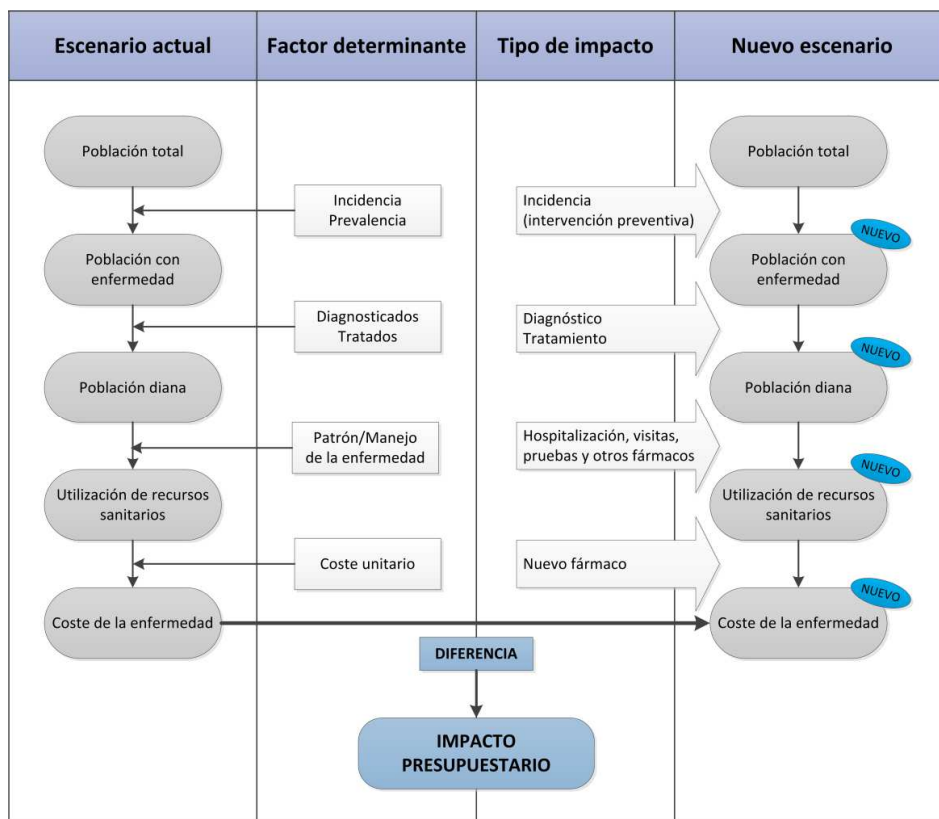 Escenario actual
Factor determinante
Tipo de impacto
Nuevo escenario
Población total
Población total
Incidencia
Prevalencia
Incidencia
(intervención preventiva)
NUEVO
Población con
enfermedad
Población con
enfermedad
Diagnosticados
Tratados
Diagnóstico
Tratamiento
NUEVO
Población diana
Población diana
Patrón/Manejo
de la enfermedad
Hospitalización, visitas,
pruebas y otros fármacos
NUEVO
Utilización de recursos
sanitarios
Utilización de recursos
sanitarios
Coste unitario
Nuevo fármaco
NUEVO
Coste de la enfermedad
Coste de la enfermedad
DIFERENCIA
IMPACTO
PRESUPUESTARIO